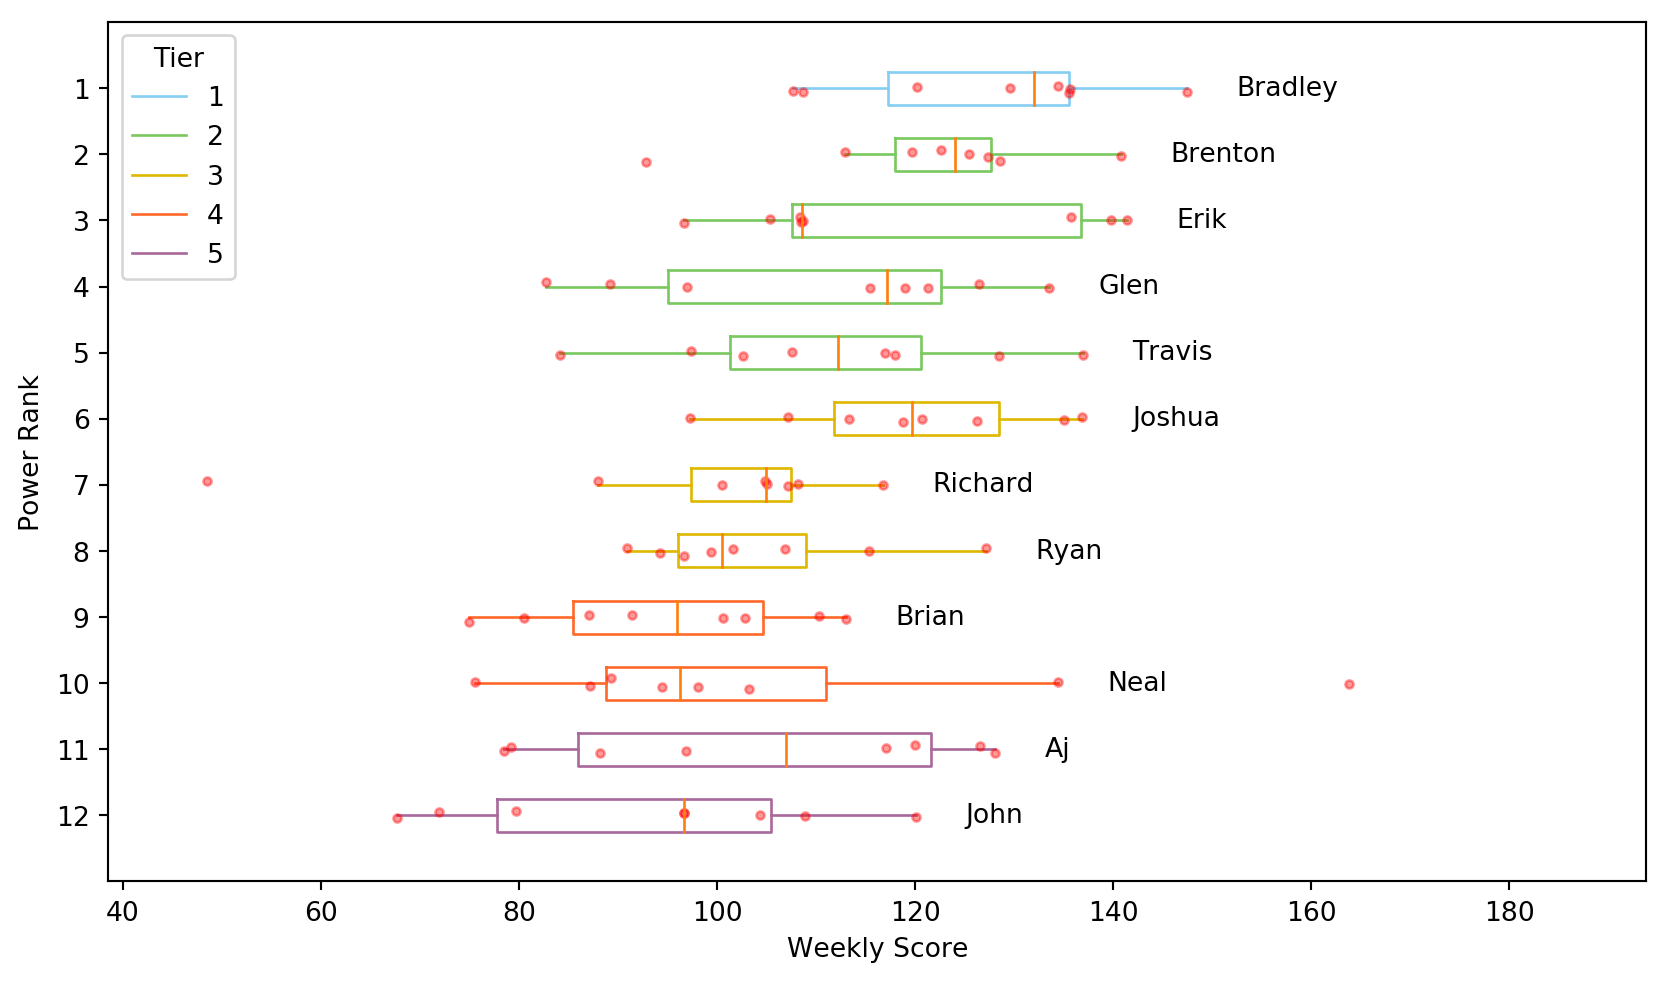 Tier
1
2
3
4
5
Power Rank
1 Bradley
2 Brenton
3 Erik
4 Glen
5 Travis
6 Joshua
7 Richard
8 Ryan
9 Brian
10 Neal
11 Aj
12 John
40 60 80 100 120 140 160 180
Weekly Score